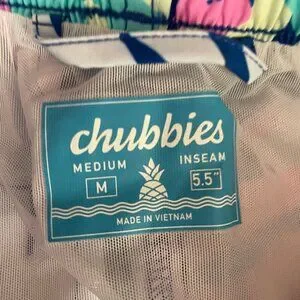 chubbies
MEDIUM INSEAM
M 5.5"
MADE IN VIETNAM